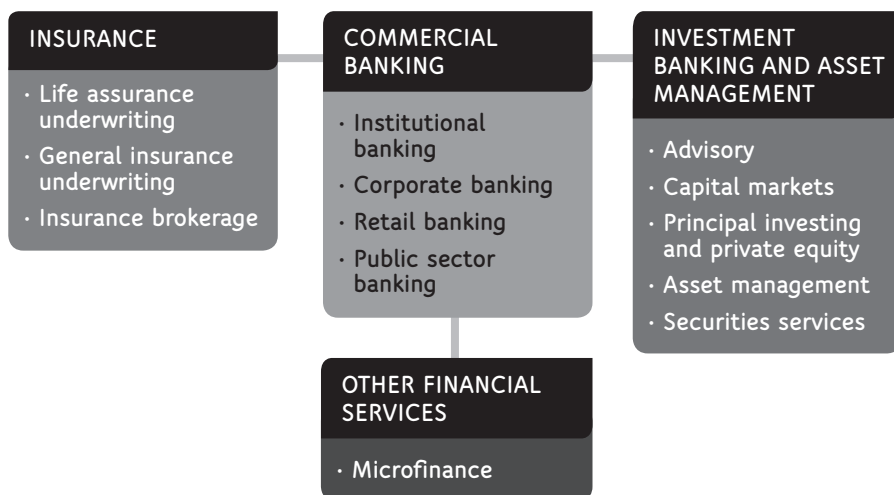 INSURANCE
· Life assurance
underwriting
· General insurance
underwriting
· Insurance brokerage
COMMERCIAL
BANKING
· Institutional
banking
· Corporate banking
· Retail banking
· Public sector
banking
INVESTMENT
BANKING AND ASSET
MANAGEMENT
· Advisory
· Capital markets
· Principal investing
and private equity
· Asset management
· Securities services
OTHER FINANCIAL
SERVICES
· Microfinance